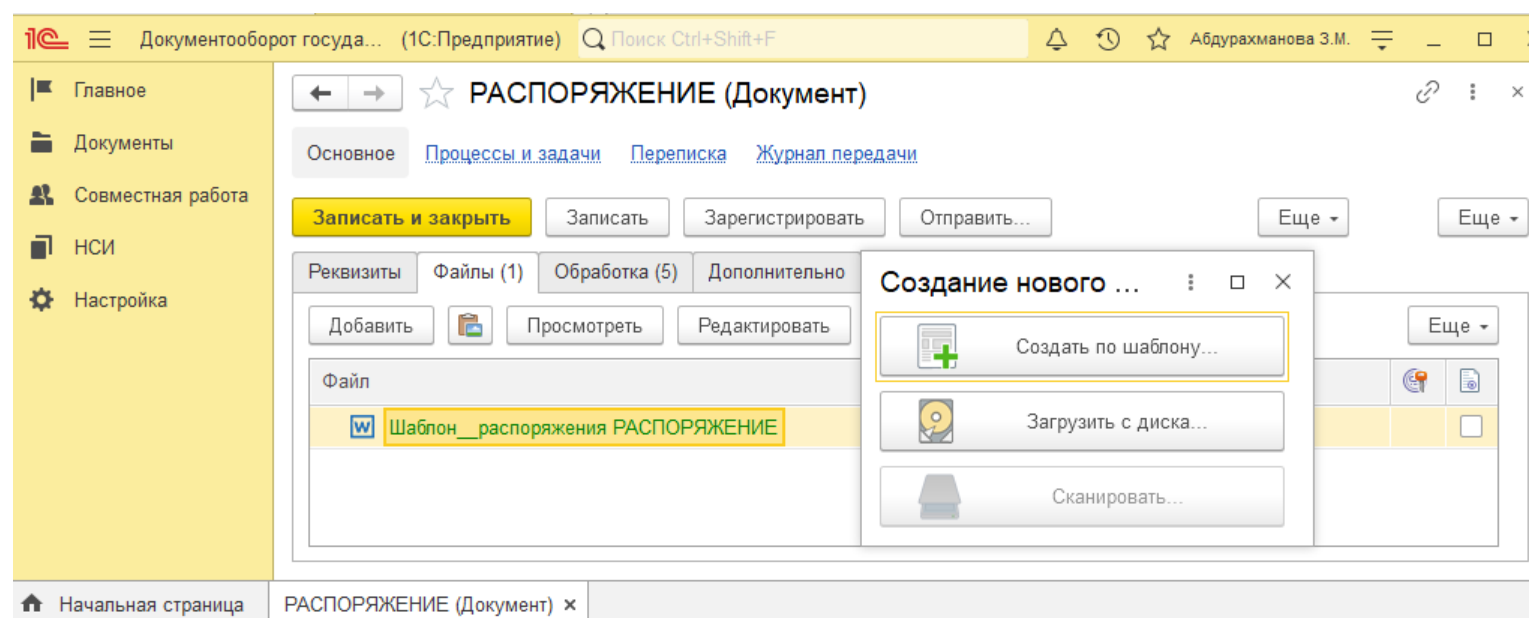 1С Документооборот госуда... (1С:Предприятие) Поиск Ctrl+Shift+F Абдурахманова З.М.
Главное
Документы
Совместная работа
НСИ
Настройка
РАСПОРЯЖЕНИЕ (Документ)
Основное Процессы и задачи Переписка Журнал передачи
Записать и закрыть Записать Зарегистрировать Отправить... Еще Еще
Реквизиты Файлы (1) Обработка (5) Дополнительно
Добавить Просмотреть Редактировать Еще
Файл
W Шаблон__распоряжения РАСПОРЯЖЕНИЕ
Создание нового ...
Создать по шаблону...
Загрузить с диска...
Сканировать...
Начальная страница РАСПОРЯЖЕНИЕ (Документ)